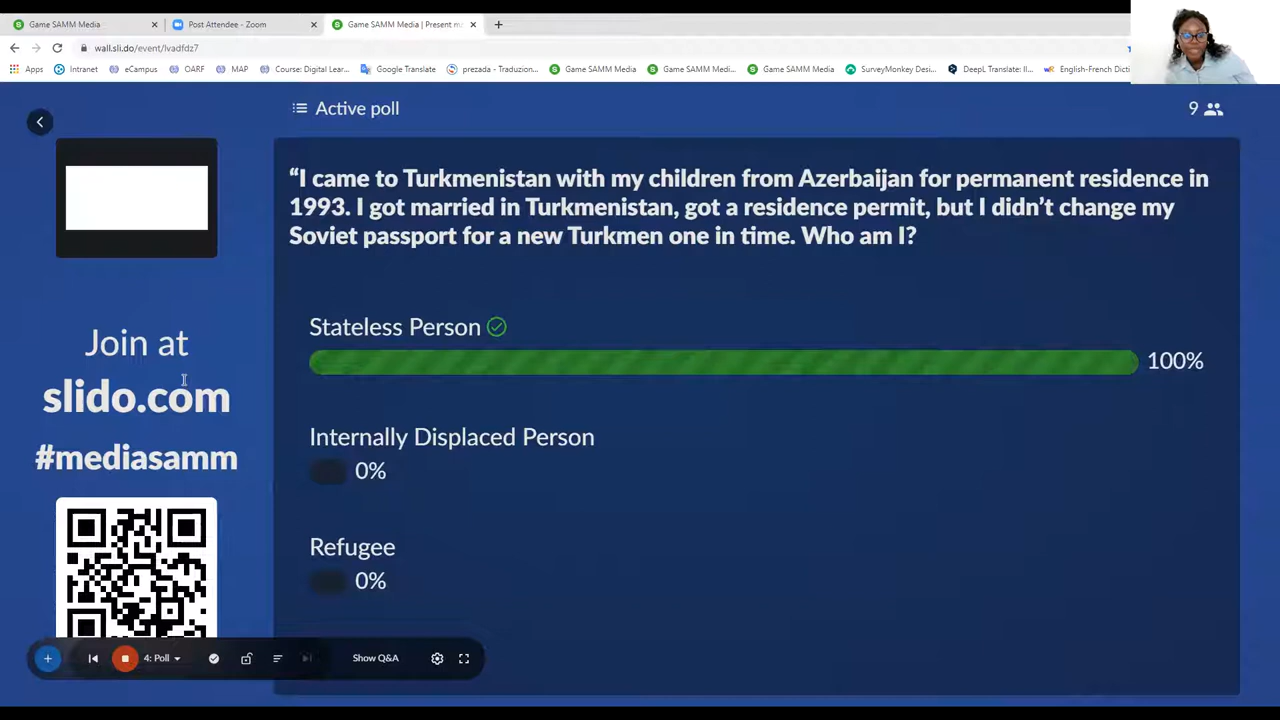 Game SAMM Media
Post Attendee - Zoom
Game SAMM Media | Present m
wall.sli.do/event/lvadfdz7
Apps
Intranet
eCampus
OARF
MAP
Course: Digital Lear...
Google Translate
prezada - Traduzion...
Game SAMM Media
Game SAMM Medi...
Game SAMM Media
SurveyMonkey Desi...
DeepL Translate: Il...
English-French Dict
Active poll
9
“I came to Turkmenistan with my children from Azerbaijan for permanent residence in
1993. I got married in Turkmenistan, got a residence permit, but I didn’t change my
Soviet passport for a new Turkmen one in time. Who am I?
Stateless Person
100%
Internally Displaced Person
0%
Refugee
0%
Join at
slido.com
#mediasamm
4: Poll
Show Q&A